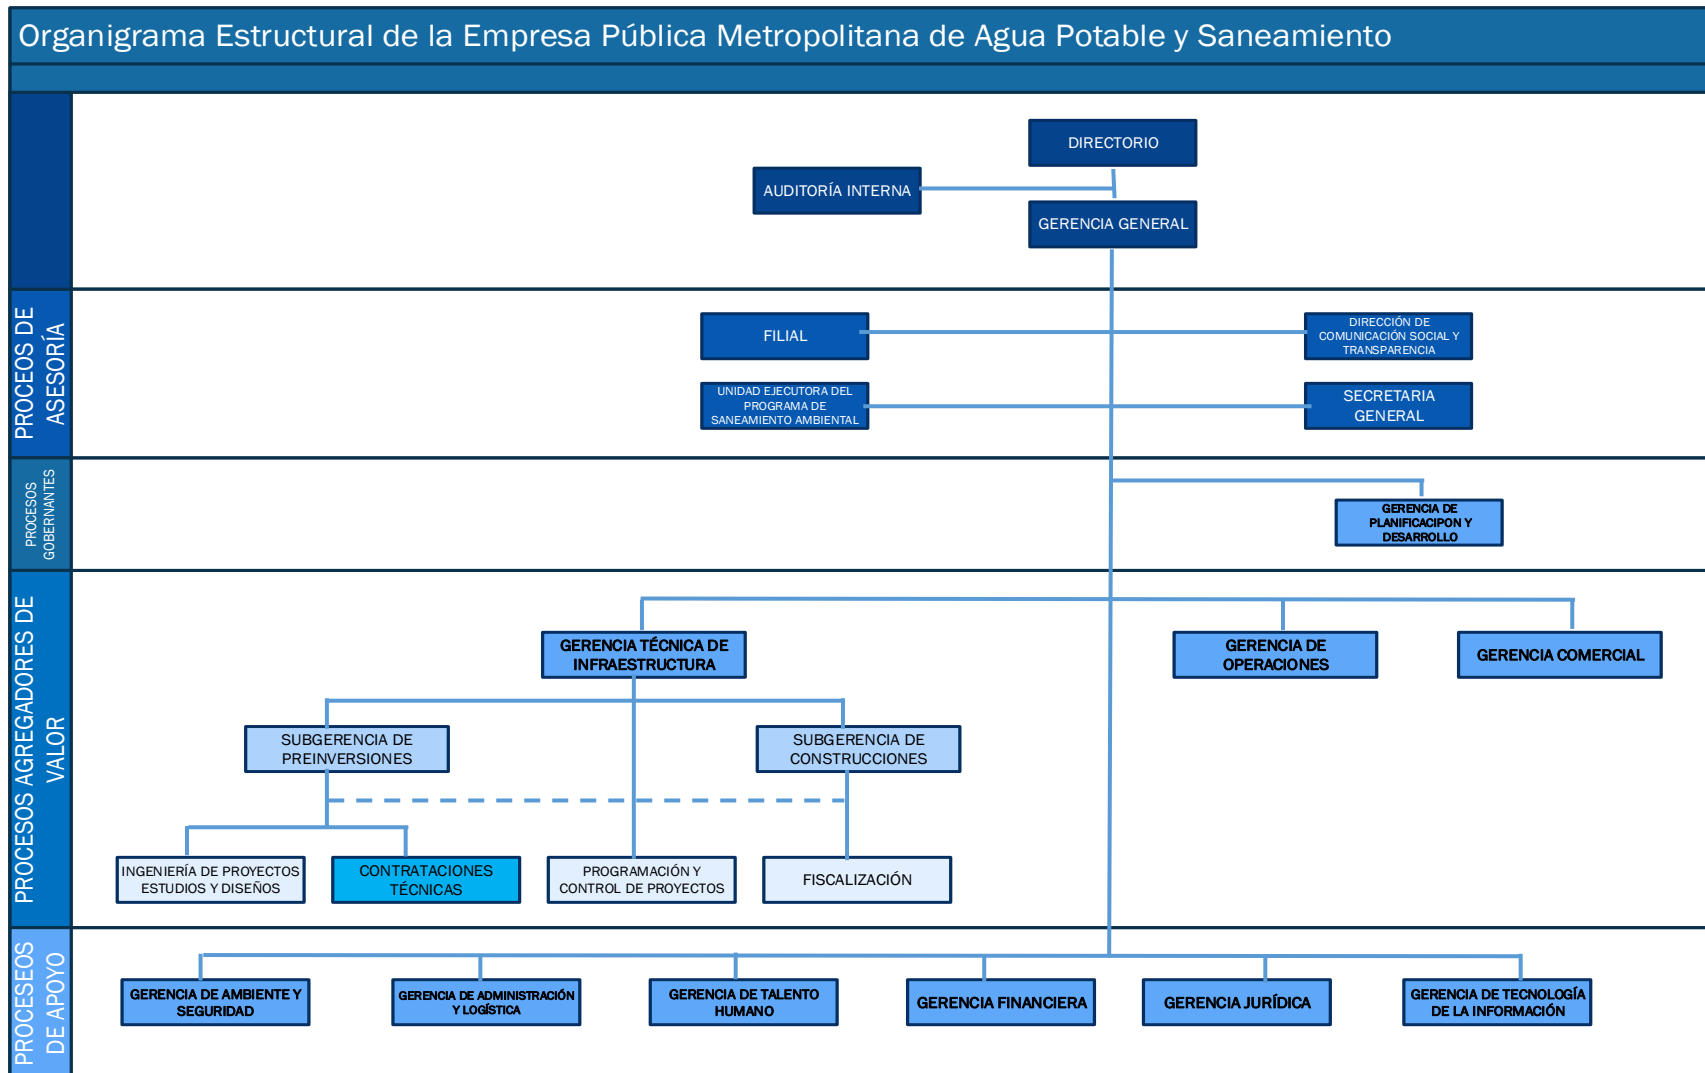 Organigrama Estructural de la Empresa Pública Metropolitana de Agua Potable y Saneamiento
DIRECTORIO
AUDITORÍA INTERNA
GERENCIA GENERAL
PROCEOS DE
ASESORÍA
FILIAL
DIRECCIÓN DE
COMUNICACIÓN SOCIAL Y
TRANSPARENCIA
UNIDAD EJECUTORA DEL
PROGRAMA DE
SANEAMIENTO AMBIENTAL
SECRETARIA
GENERAL
PROCESOS
GOBERNANTES
GERENCIA DE
PLANIFICACIPON Y
DESARROLLO
PROCESOS AGREGADORES DE
VALOR
GERENCIA TÉCNICA DE
INFRAESTRUCTURA
GERENCIA DE
OPERACIONES
GERENCIA COMERCIAL
SUBGERENCIA DE
PREINVERSIONES
SUBGERENCIA DE
CONSTRUCCIONES
INGENIERÍA DE PROYECTOS
ESTUDIOS Y DISEÑOS
CONTRATACIONES
TÉCNICAS
PROGRAMACIÓN Y
CONTROL DE PROYECTOS
FISCALIZACIÓN
PROCESEOS
DE APOYO
GERENCIA DE AMBIENTE Y
SEGURIDAD
GERENCIA DE ADMINISTRACIÓN
Y LOGÍSTICA
GERENCIA DE TALENTO
HUMANO
GERENCIA FINANCIERA
GERENCIA JURÍDICA
GERENCIA DE TECNOLOGÍA
DE LA INFORMACIÓN